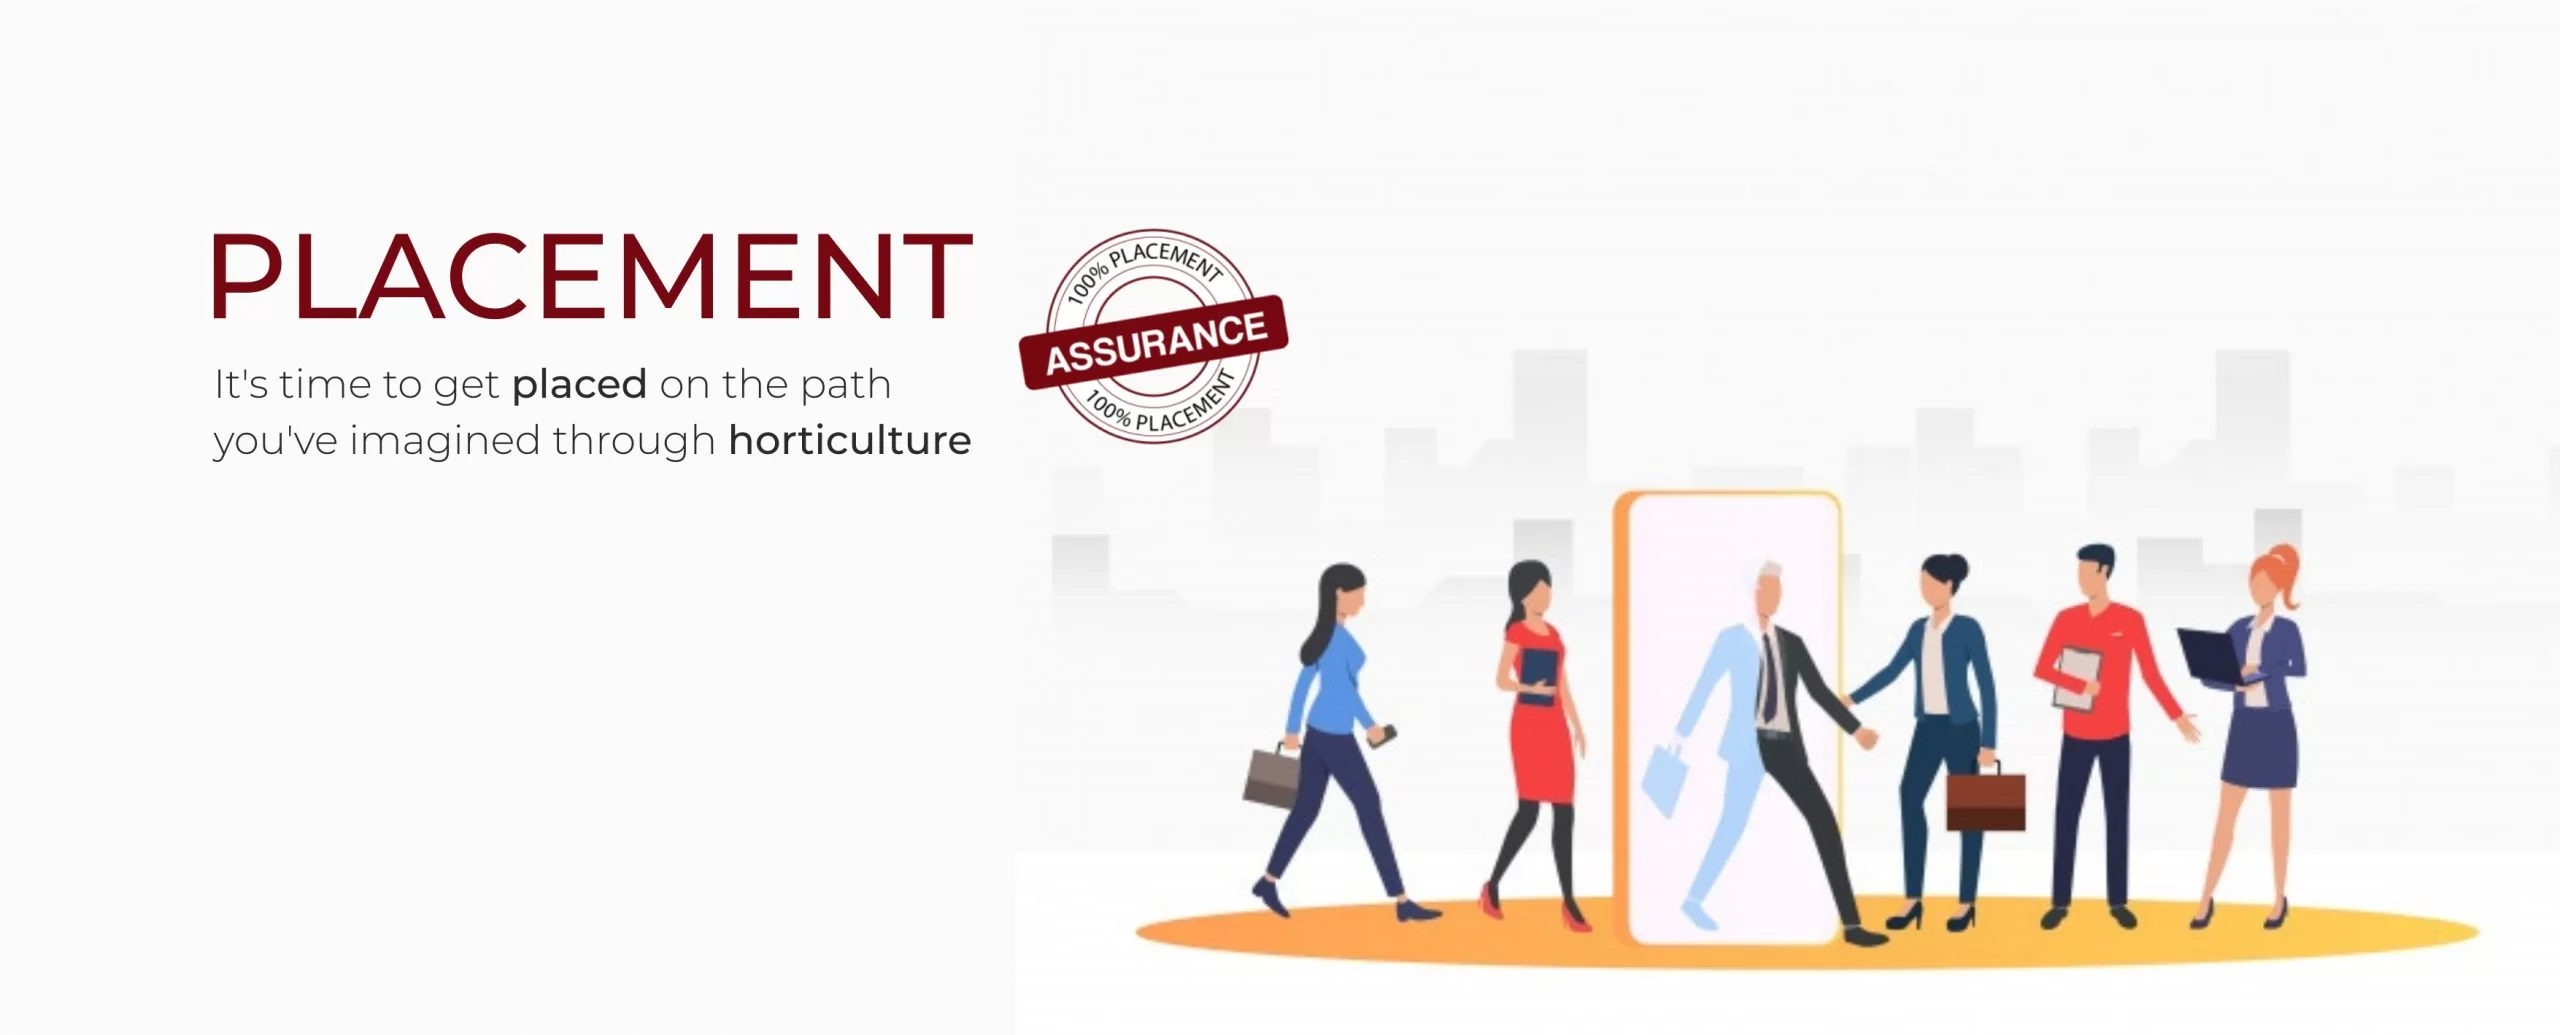 PLACEMENT
It's time to get placed on the path
you've imagined through horticulture
100% PLACEMENT
ASSURANCE
100% PLACEMENT